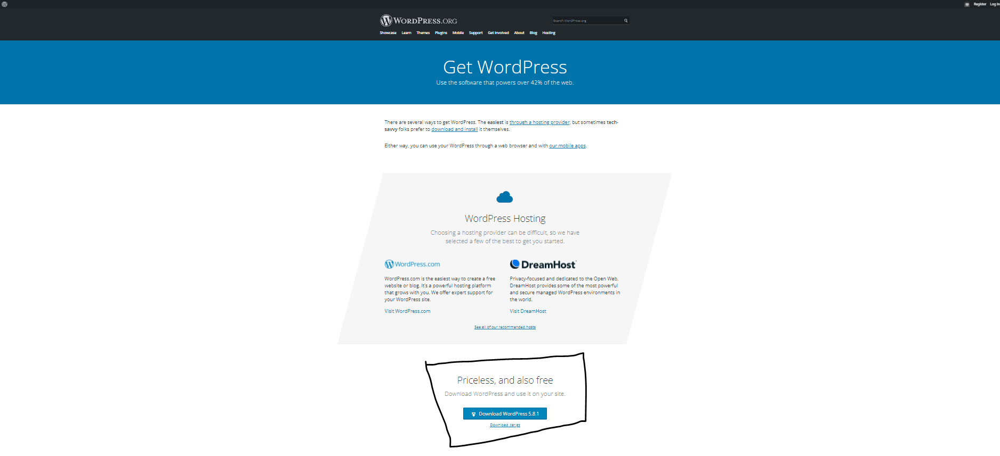 Register Log In
WORDPRESS.ORG
Search WordPress.org
Showcase Learn Themes Plugins Mobile Support Get Involved About Blog Hosting
Get WordPress
Use the software that powers over 42% of the web.
There are several ways to get WordPress. The easiest is through a hosting provider, but sometimes tech-
savvy folks prefer to download and install it themselves.
Either way, you can use your WordPress through a web browser and with our mobile apps.
WordPress Hosting
Choosing a hosting provider can be difficult, so we have
selected a few of the best to get you started.
WordPress.com
WordPress.com is the easiest way to create a free
website or blog. It's a powerful hosting platform
that grows with you. We offer expert support for
your WordPress site.
Visit WordPress.com
DreamHost
Privacy-focused and dedicated to the Open Web,
DreamHost provides some of the most powerful
and secure managed WordPress environments in
the world.
Visit DreamHost
See all of our recommended hosts
Priceless, and also free
Download WordPress and use it on your site.
Download WordPress 5.8.1
Download .tar.gz